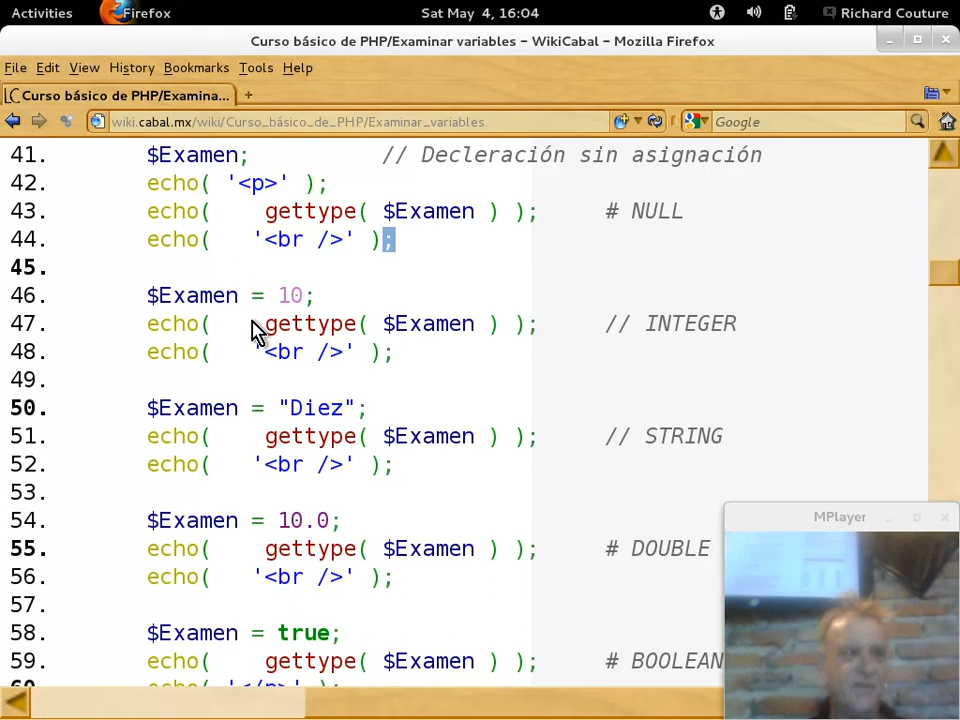 Activities Firefox Sat May 4, 16:04 Richard Couture
Curso básico de PHP/Examinar variables – WikiCabal – Mozilla Firefox
File Edit View History Bookmarks Tools Help
Curso básico de PHP/Examina... +
wiki.cabal.mx/wiki/Curso_básico_de_PHP/Examinar_variables Google
41. $Examen; // Decleración sin asignación
42. echo( '<p>' );
43. echo( gettype( $Examen ) ); # NULL
44. echo( '<br />' );
45.
46. $Examen = 10;
47. echo( gettype( $Examen ) ); // INTEGER
48. echo( '<br />' );
49.
50. $Examen = "Diez";
51. echo( gettype( $Examen ) ); // STRING
52. echo( '<br />' );
53.
54. $Examen = 10.0;
55. echo( gettype( $Examen ) ); # DOUBLE
56. echo( '<br />' );
57.
58. $Examen = true;
59. echo( gettype( $Examen ) ); # BOOLEAN
60. echo( '</p>' );
MPlayer